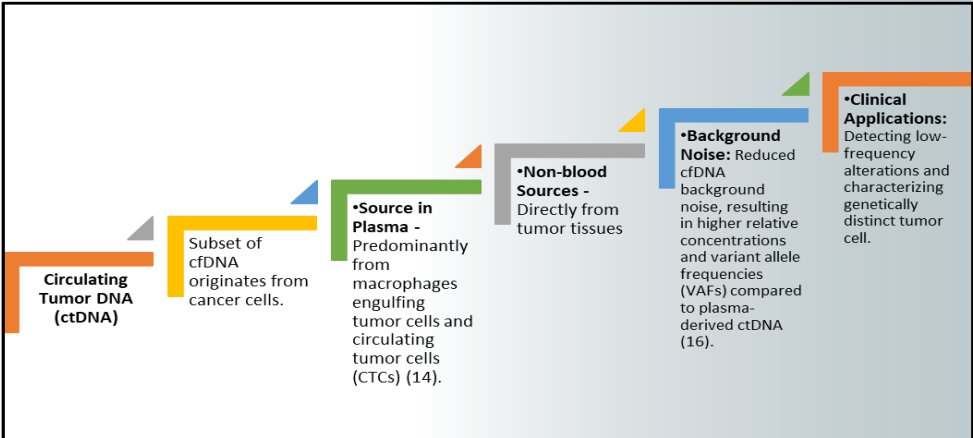 Circulating
Tumor DNA
(ctDNA)
Subset of
cfDNA
originates from
cancer cells.
•Source in
Plasma -
Predominantly
from
macrophages
engulfing
tumor cells and
circulating
tumor cells
(CTCs) (14).
•Non-blood
Sources -
Directly from
tumor tissues
•Background
Noise: Reduced
cfDNA
background
noise, resulting
in higher relative
concentrations
and variant allele
frequencies
(VAFs) compared
to plasma-
derived ctDNA
(16).
•Clinical
Applications:
Detecting low-
frequency
alterations and
characterizing
genetically
distinct tumor
cell.